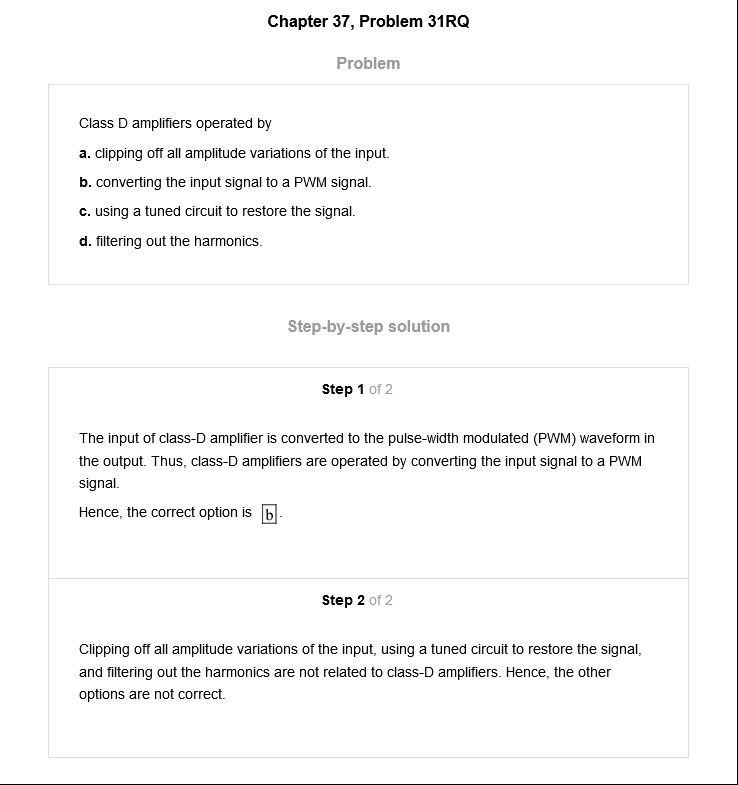 Chapter 37, Problem 31RQ
Problem
Class D amplifiers operated by
a. clipping off all amplitude variations of the input.
b. converting the input signal to a PWM signal.
c. using a tuned circuit to restore the signal.
d. filtering out the harmonics.
Step-by-step solution
Step 1 of 2
The input of class-D amplifier is converted to the pulse-width modulated (PWM) waveform in
the output. Thus, class-D amplifiers are operated by converting the input signal to a PWM
signal.
Hence, the correct option is b.
Step 2 of 2
Clipping off all amplitude variations of the input, using a tuned circuit to restore the signal,
and filtering out the harmonics are not related to class-D amplifiers. Hence, the other
options are not correct.